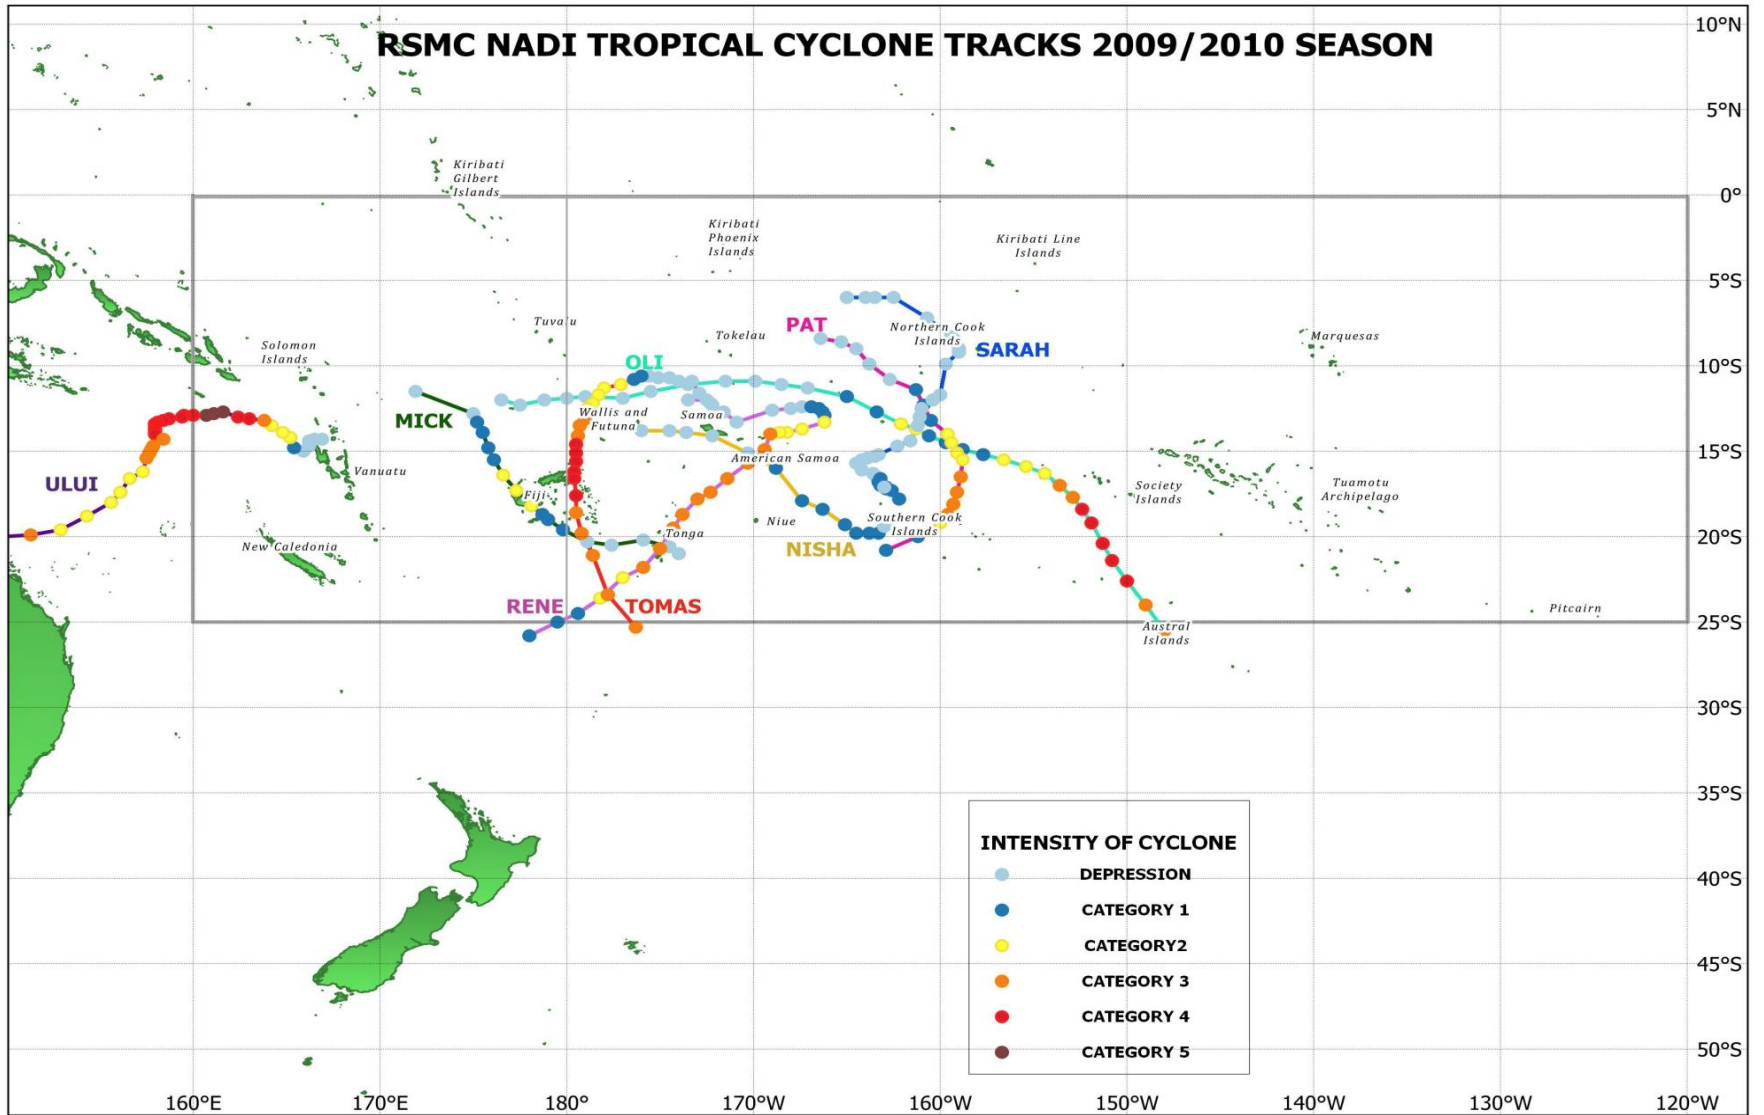 RSMC NADI TROPICAL CYCLONE TRACKS 2009/2010 SEASON
10°N
5°N
Kiribati
Gilbert
Islands
0°
Kiribati
Phoenix
Islands
Kiribati Line
Islands
5°S
Tuvalu
PAT
Northern Cook
Islands
Tokelau
Marquesas
Solomon
Islands
SARAH
OLI
10°S
Wallis and
Futuna
Samoa
MICK
American Samoa
15°S
Vanuatu
ULUI
Fiji
Society
Islands
Tuamotu
Archipelago
Niue
Southern Cook
Islands
Tonga
20°S
New Caledonia
NISHA
RENE
TOMAS
Pitcairn
25°S
Austral
Islands
30°S
35°S
INTENSITY OF CYCLONE
DEPRESSION
CATEGORY 1
CATEGORY2
CATEGORY 3
CATEGORY 4
CATEGORY 5
40°S
45°S
50°S
160°E
170°E
180°
170°W
160°W
150°W
140°W
130°W
120°W